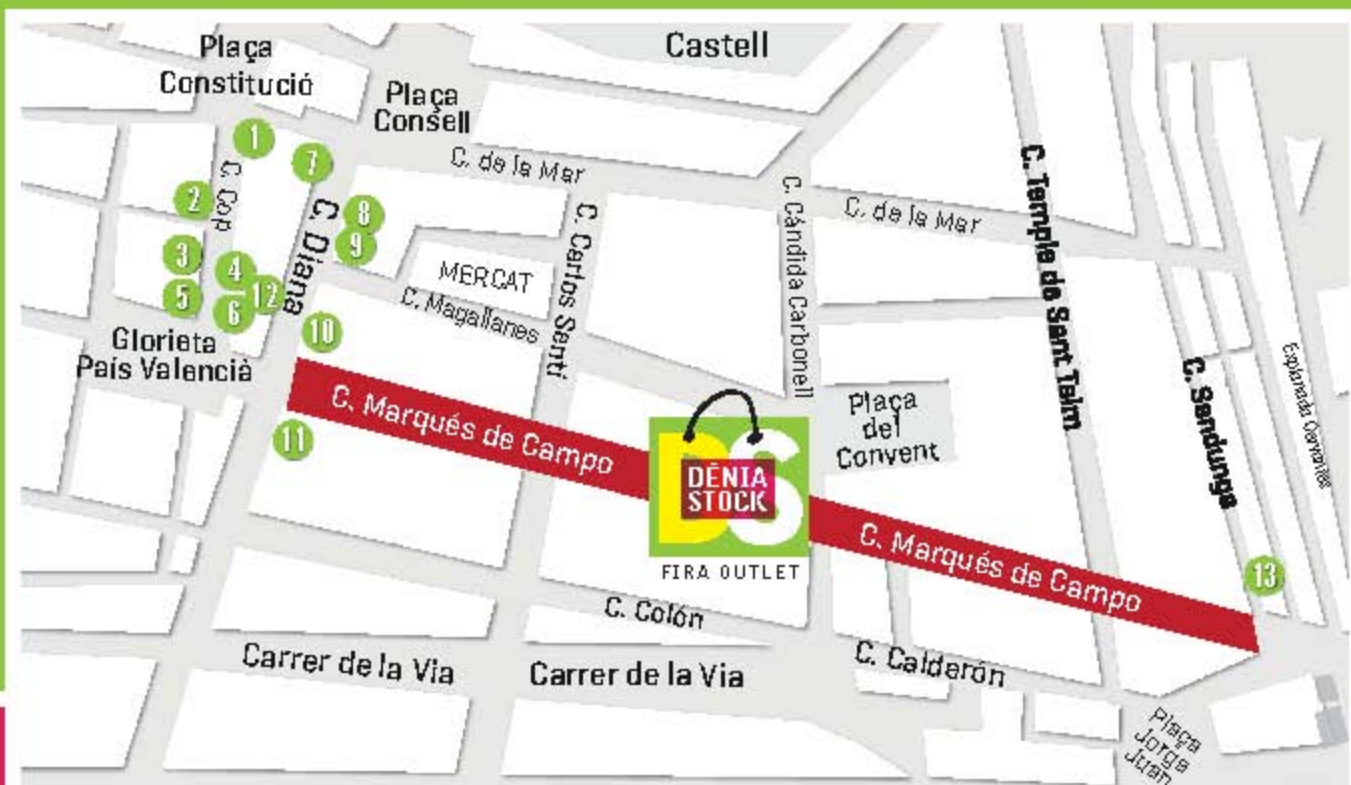 Plaça
Constitució
Castell
Plaça
Consell
1
7
C. de la Mar
C. Cop
2
C. Diana
8
9
3
4
5
6
12
MERCAT
C. Magallanes
C. Carlos Sentí
C. Cándida Carbonell
C. de la Mar
C. Temple de Sant Telm
C. Sandunga
Explanada Cervantes
Glorieta
País Valencià
10
11
C. Marqués de Campo
DÉNIA
STOCK
FIRA OUTLET
Plaça
del
Convent
C. Marqués de Campo
13
C. Colón
C. Calderón
Carrer de la Via
Carrer de la Via
Plaça
Jorge
Juan